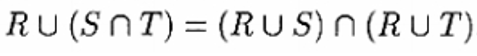 R ∪ (S ∩ T) = (R ∪ S) ∩ (R ∪ T)